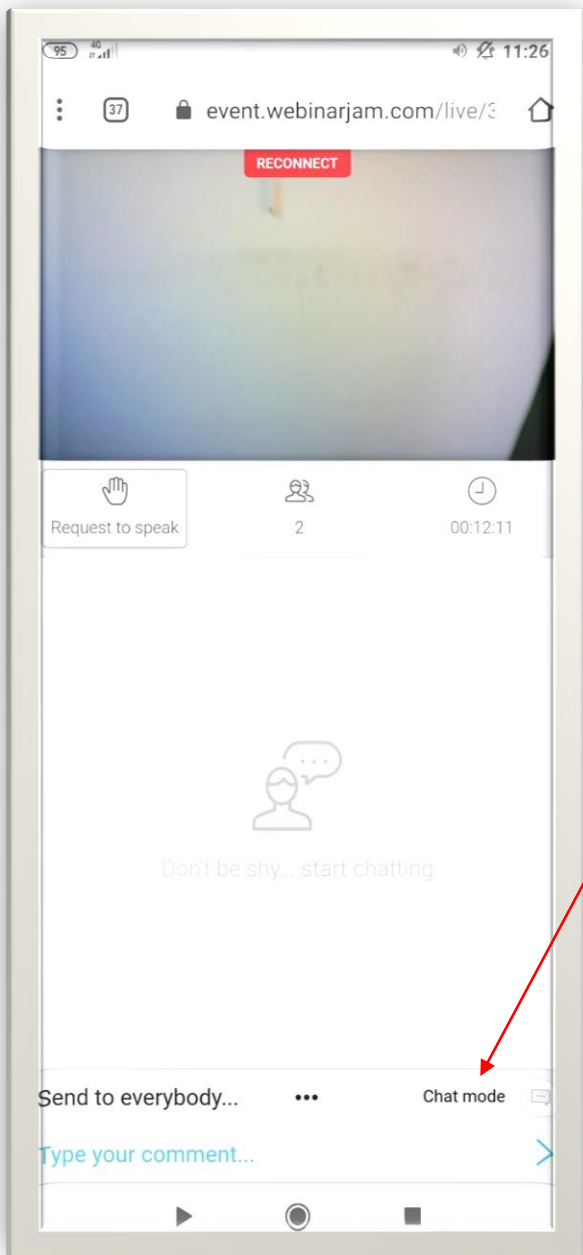 95 4G 11:26
37 event.webinarjam.com/live/3
RECONNECT
Request to speak 2 00:12:11
Don't be shy... start chatting
Send to everybody... ••• Chat mode
Type your comment...